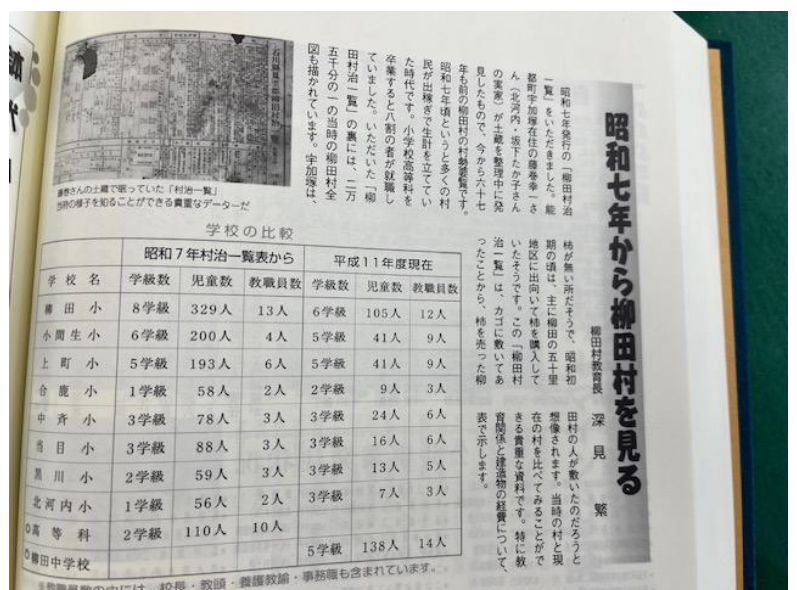 昭和七年から柳田村を見る
柳田村教育長 深見 繁
昭和七年発行の「柳田村治
一覧」をいただきました。能
都町宇加塚在住の藤巻幸一さ
ん(北河内・坂下たか子さん
の実家)が土蔵を整理中に発
見したもので、今から六十七
年も前の柳田村の村勢要覧です。
昭和七年頃というと多くの村
民が出稼ぎで生計を立ててい
た時代です。小学校高等科を
卒業すると八割の者が就職し
ていました。いただいた「柳
田村治一覧」の裏には、二万
五千分の一の当時の柳田村全
図も描かれています。宇加塚は、
柿が無い所だそうで、昭和初
期の頃は、主に柳田の五十里
地区に出向いて柿を購入して
いたそうです。この「柳田村
治一覧」は、カゴに敷いてあ
ったことから、柿を売った柳
田村の人が敷いたのだろうと
想像されます。当時の村と現
在の村を比べてみることがで
きる貴重な資料です。特に教
育関係と建造物の経費について、
表で示します。
藤巻さんの土蔵で眠っていた「村治一覧」
当時の様子を知ることができる貴重なデーターだ
学校の比較
昭和7年村治一覧表から 平成11年度現在
学校名 学級数 児童数 教職員数 学級数 児童数 教職員数
柳田小 8学級 329人 13人 6学級 105人 12人
小間生小 6学級 200人 4人 5学級 41人 9人
上町小 5学級 193人 6人 5学級 41人 9人
合鹿小 1学級 58人 2人 2学級 9人 3人
中斉小 3学級 78人 3人 3学級 24人 6人
当目小 3学級 88人 3人 3学級 16人 6人
黒川小 2学級 59人 3人 3学級 13人 5人
北河内小 1学級 56人 2人 3学級 7人 3人
○高等科 2学級 110人 10人
○柳田中学校 5学級 138人 14人
※教職員数の中には、校長・教頭・養護教諭・事務職も含まれています。